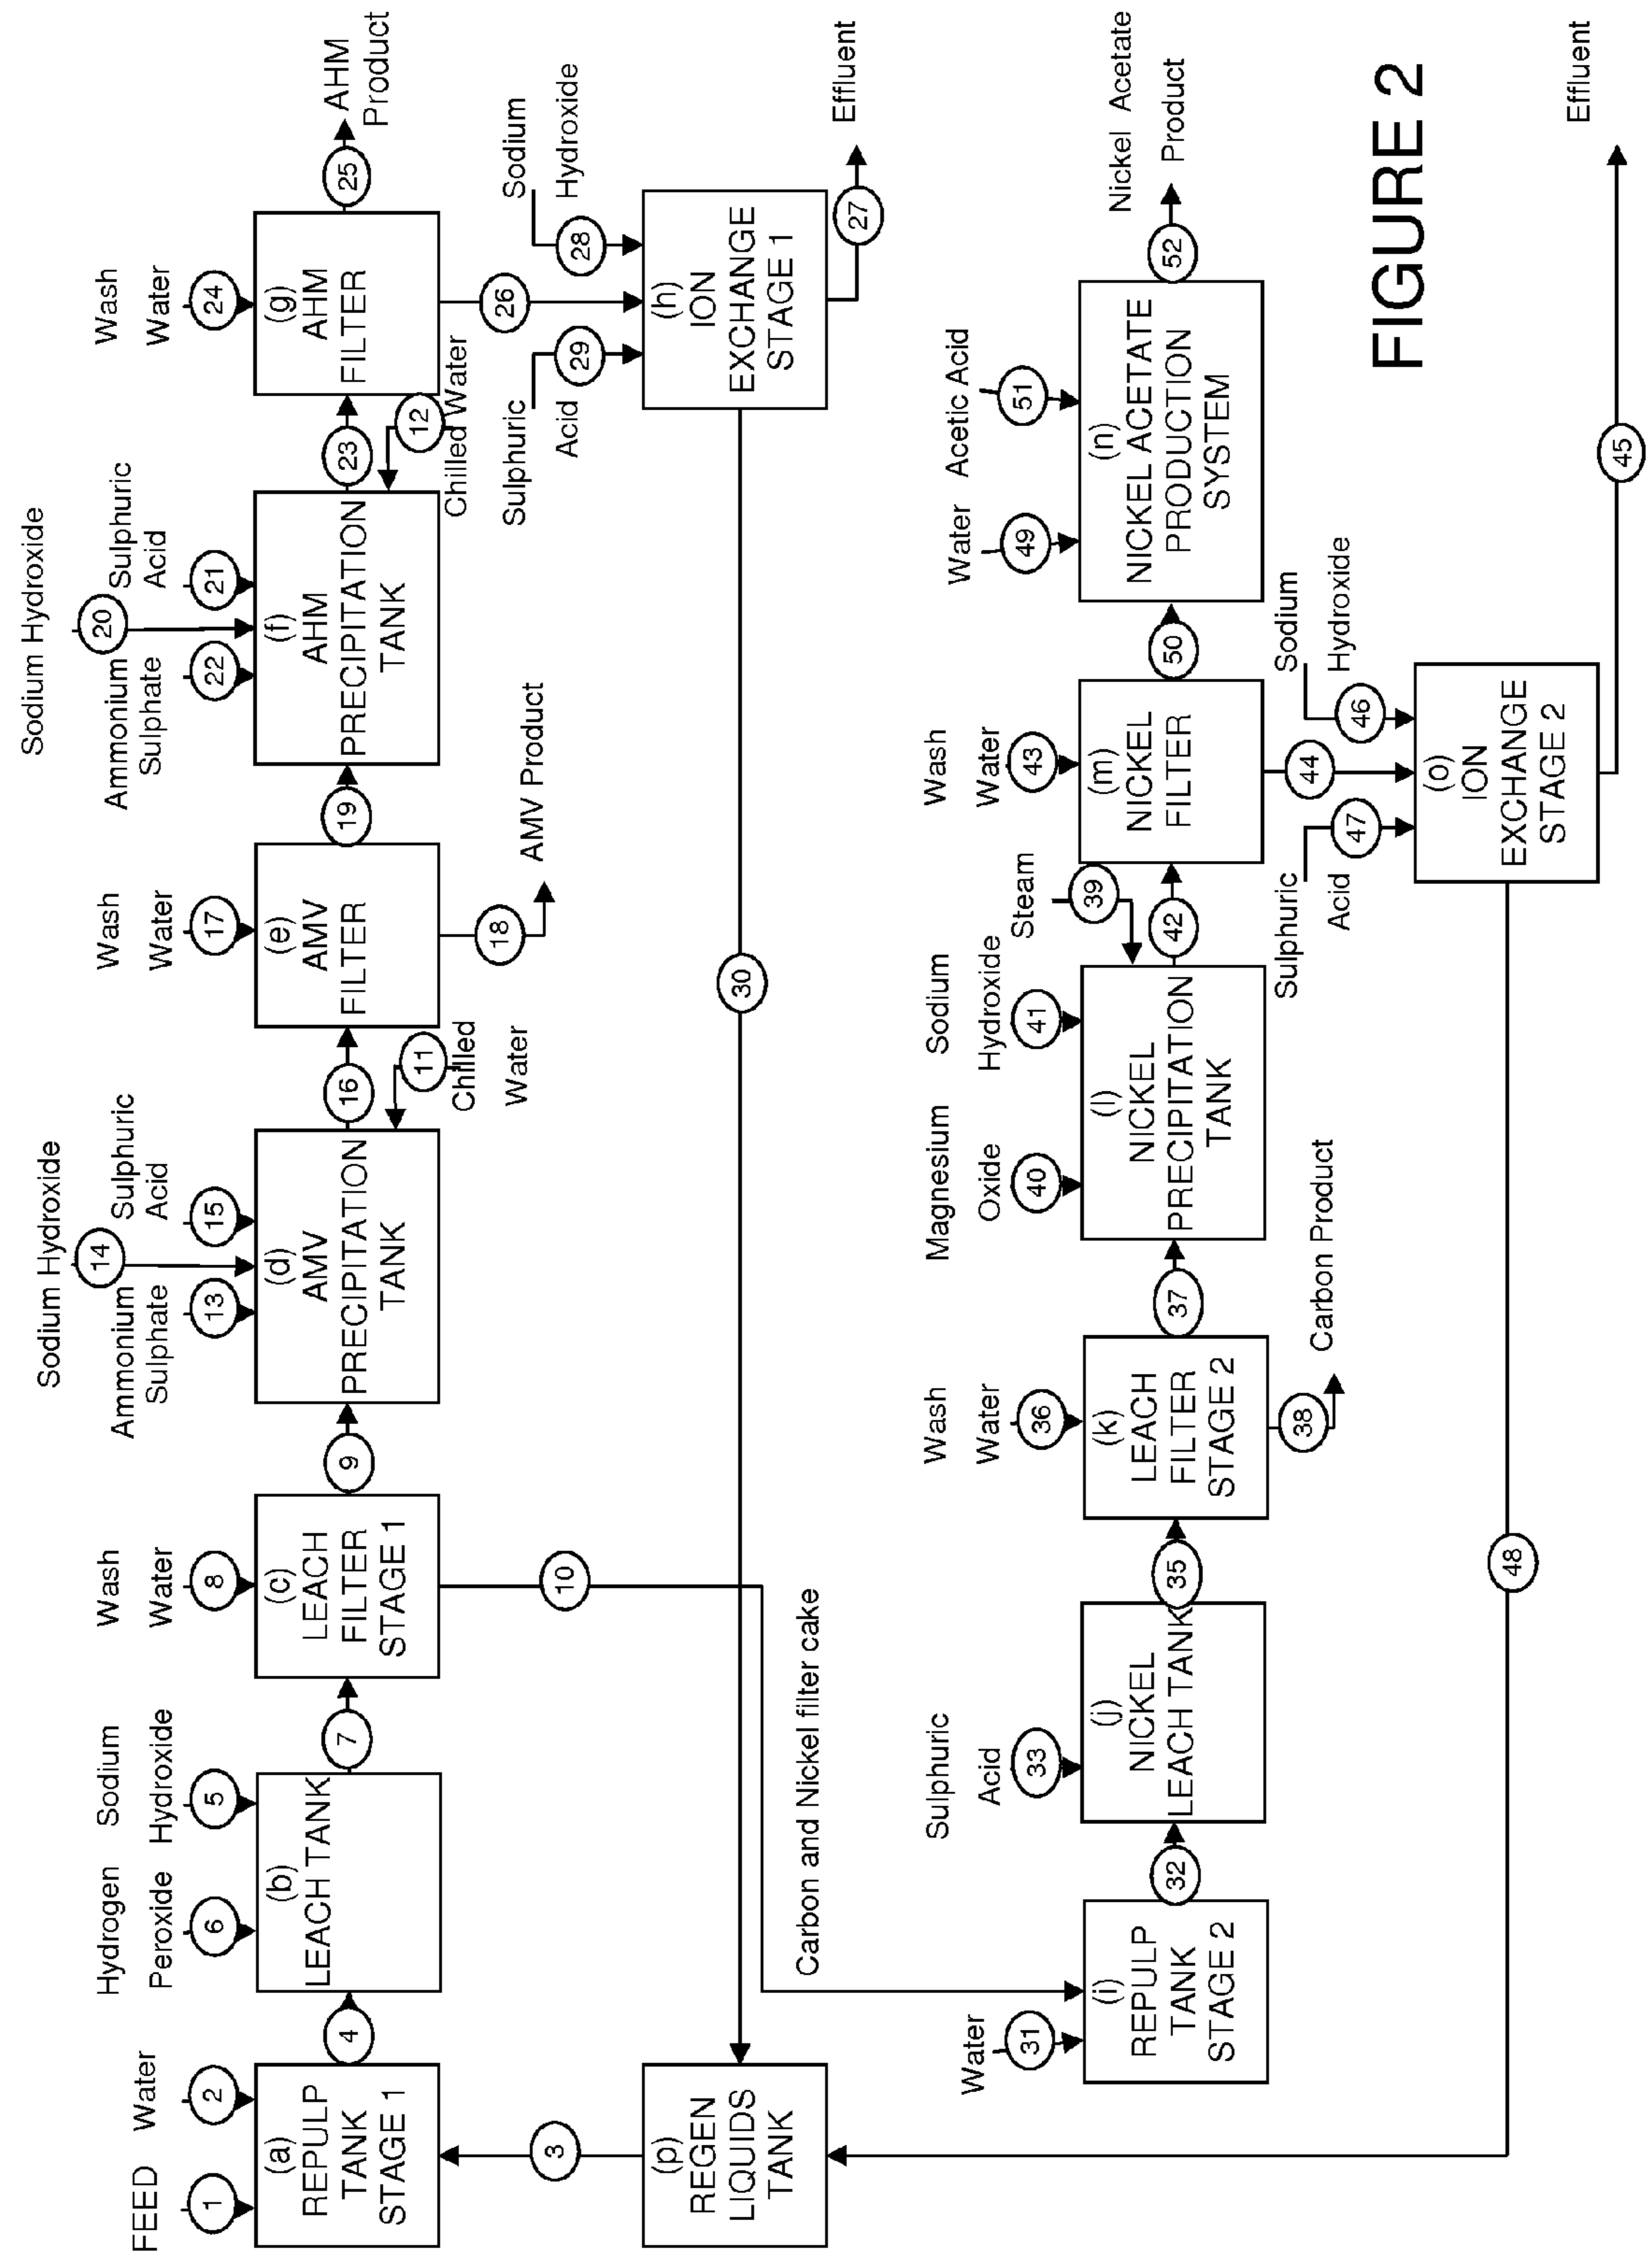 FEED
1
Water
2
(a)
REPULP
TANK
STAGE 1
4
Hydrogen
Peroxide
6
Sodium
Hydroxide
5
(b)
LEACH TANK
7
Wash
Water
8
(c)
LEACH
FILTER
STAGE 1
9
10
Sodium Hydroxide
14
Ammonium
Sulphate
13
Sulphuric
Acid
15
(d)
AMV
PRECIPITATION
TANK
16
11
Chilled
Water
Wash
Water
17
(e)
AMV
FILTER
18
AMV Product
19
Sodium Hydroxide
20
Ammonium
Sulphate
22
Sulphuric
Acid
21
(f)
AHM
PRECIPITATION
TANK
23
12
Chilled Water
Wash
Water
24
(g)
AHM
FILTER
25
AHM
Product
26
Sulphuric
Acid
29
Sodium
Hydroxide
28
(h)
ION
EXCHANGE
STAGE 1
27
Effluent
30
3
(p)
REGEN
LIQUIDS
TANK
Carbon and Nickel filter cake
Water
31
(i)
REPULP
TANK
STAGE 2
32
Sulphuric
Acid
33
(j)
NICKEL
LEACH TANK
35
Wash
Water
36
(k)
LEACH
FILTER
STAGE 2
38
Carbon Product
37
Magnesium
Oxide
40
Sodium
Hydroxide
41
Steam
39
(l)
NICKEL
PRECIPITATION
TANK
42
Wash
Water
43
(m)
NICKEL
FILTER
50
44
Water
49
Acetic Acid
51
(n)
NICKEL ACETATE
PRODUCTION
SYSTEM
52
Nickel Acetate
Product
Sulphuric
Acid
47
Sodium
Hydroxide
46
(o)
ION
EXCHANGE
STAGE 2
45
Effluent
48
FIGURE 2